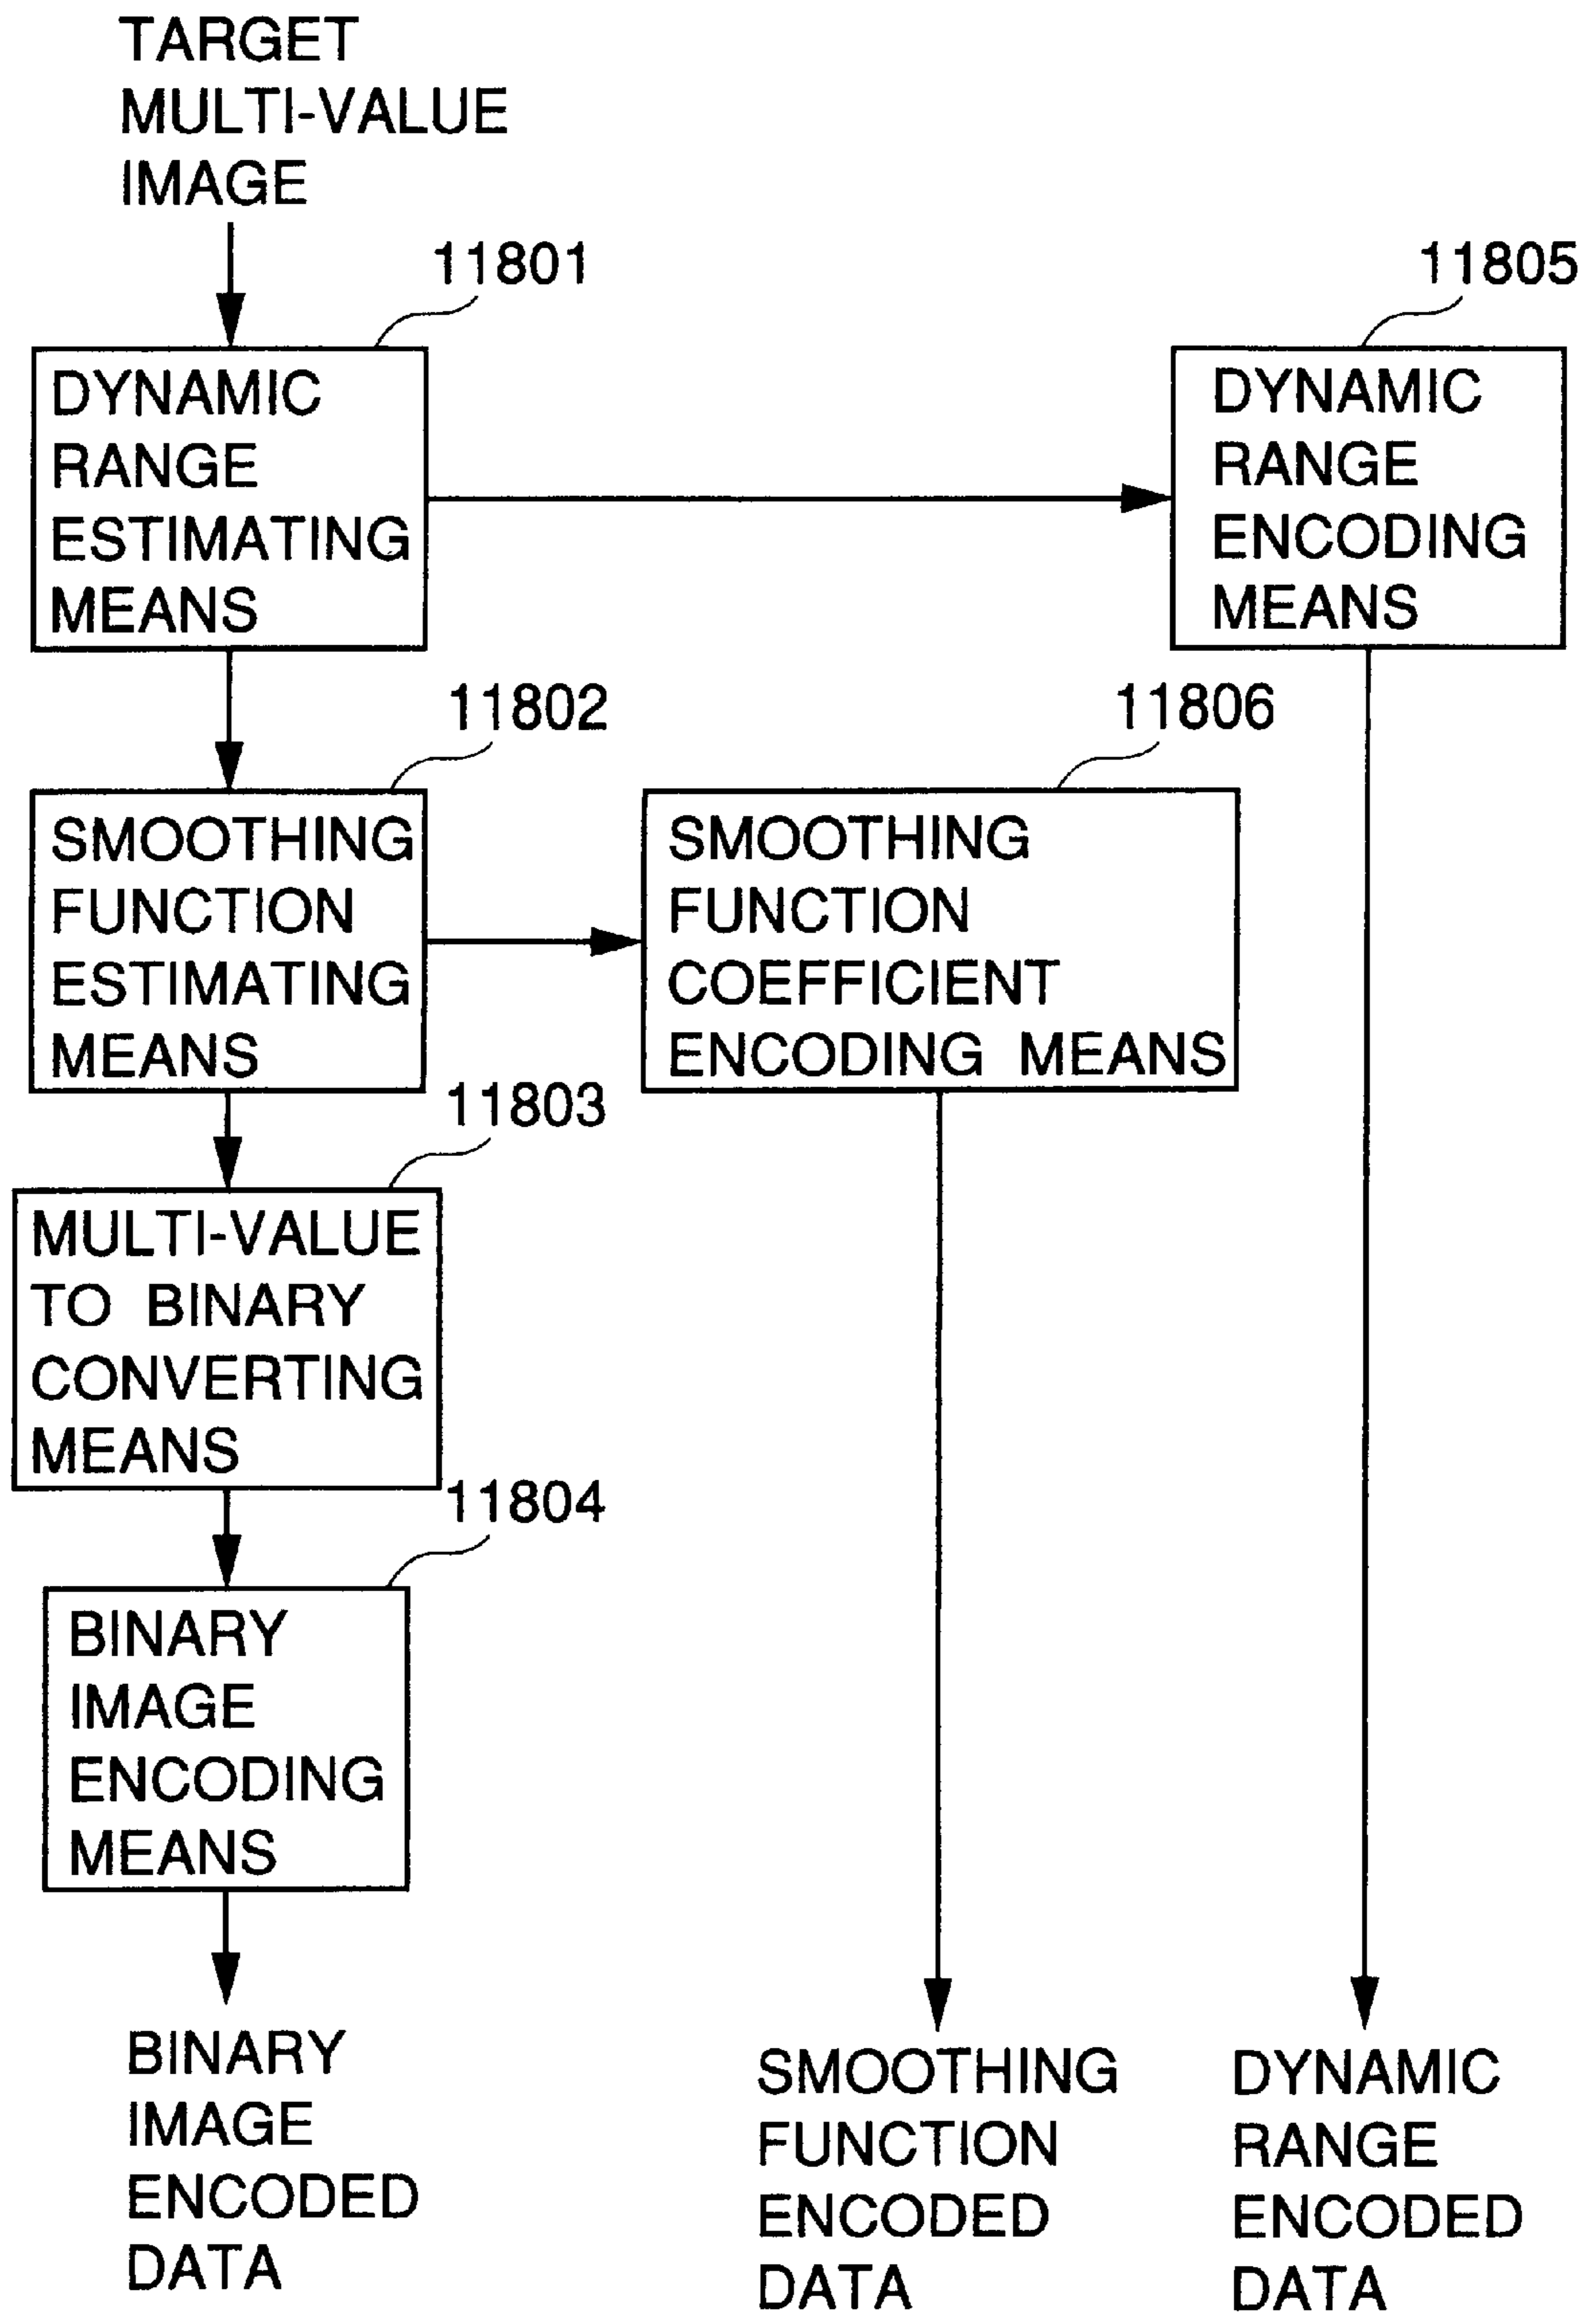 TARGET
MULTI-VALUE
IMAGE
11801
DYNAMIC
RANGE
ESTIMATING
MEANS
11805
DYNAMIC
RANGE
ENCODING
MEANS
11802
SMOOTHING
FUNCTION
ESTIMATING
MEANS
11806
SMOOTHING
FUNCTION
COEFFICIENT
ENCODING MEANS
11803
MULTI-VALUE
TO BINARY
CONVERTING
MEANS
11804
BINARY
IMAGE
ENCODING
MEANS
BINARY
IMAGE
ENCODED
DATA
SMOOTHING
FUNCTION
ENCODED
DATA
DYNAMIC
RANGE
ENCODED
DATA